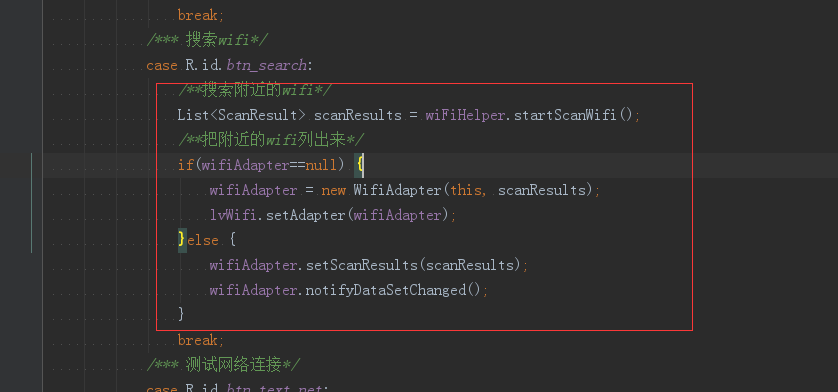 break;
/*** 搜索wifi*/
case R.id.btn_search:
/**搜索附近的wifi*/
List<ScanResult> scanResults = wiFiHelper.startScanWifi();
/**把附近的wifi列出来*/
if(wifiAdapter==null) {
wifiAdapter = new WifiAdapter(this, scanResults);
lvWifi.setAdapter(wifiAdapter);
}else {
wifiAdapter.setScanResults(scanResults);
wifiAdapter.notifyDataSetChanged();
}
break;
/*** 测试网络连接*/
case R.id.btn_text_net: